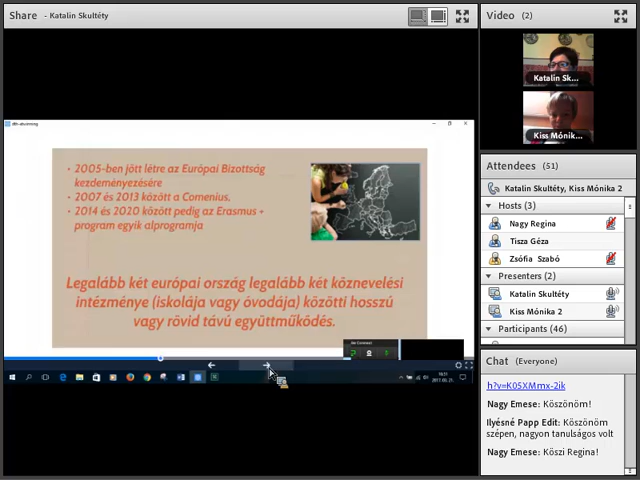 Share - Katalin Skultéty
2005-ben jött létre az Európai Bizottság
kezdeményezésére
2007 és 2013 között a Comenius,
2014 és 2020 között pedig az Erasmus +
program egyik alprogramja
Legalább két európai ország legalább két köznevelési
intézménye (iskolája vagy óvodája) közötti hosszú
vagy rövid távú együttműködés.
Video (2)
Katalin Sk...
Kiss Mónik...
Attendees (51)
Katalin Skultéty, Kiss Mónika 2
Hosts (3)
Nagy Regina
Tisza Géza
Zsófia Szabó
Presenters (2)
Katalin Skultéty
Kiss Mónika 2
Participants (46)
Chat (Everyone)
h?v=K05XMmx-2ik
Nagy Emese: Köszönöm!
Ilyésné Papp Edit: Köszönöm
szépen, nagyon tanulságos volt
Nagy Emese: Köszi Regina!